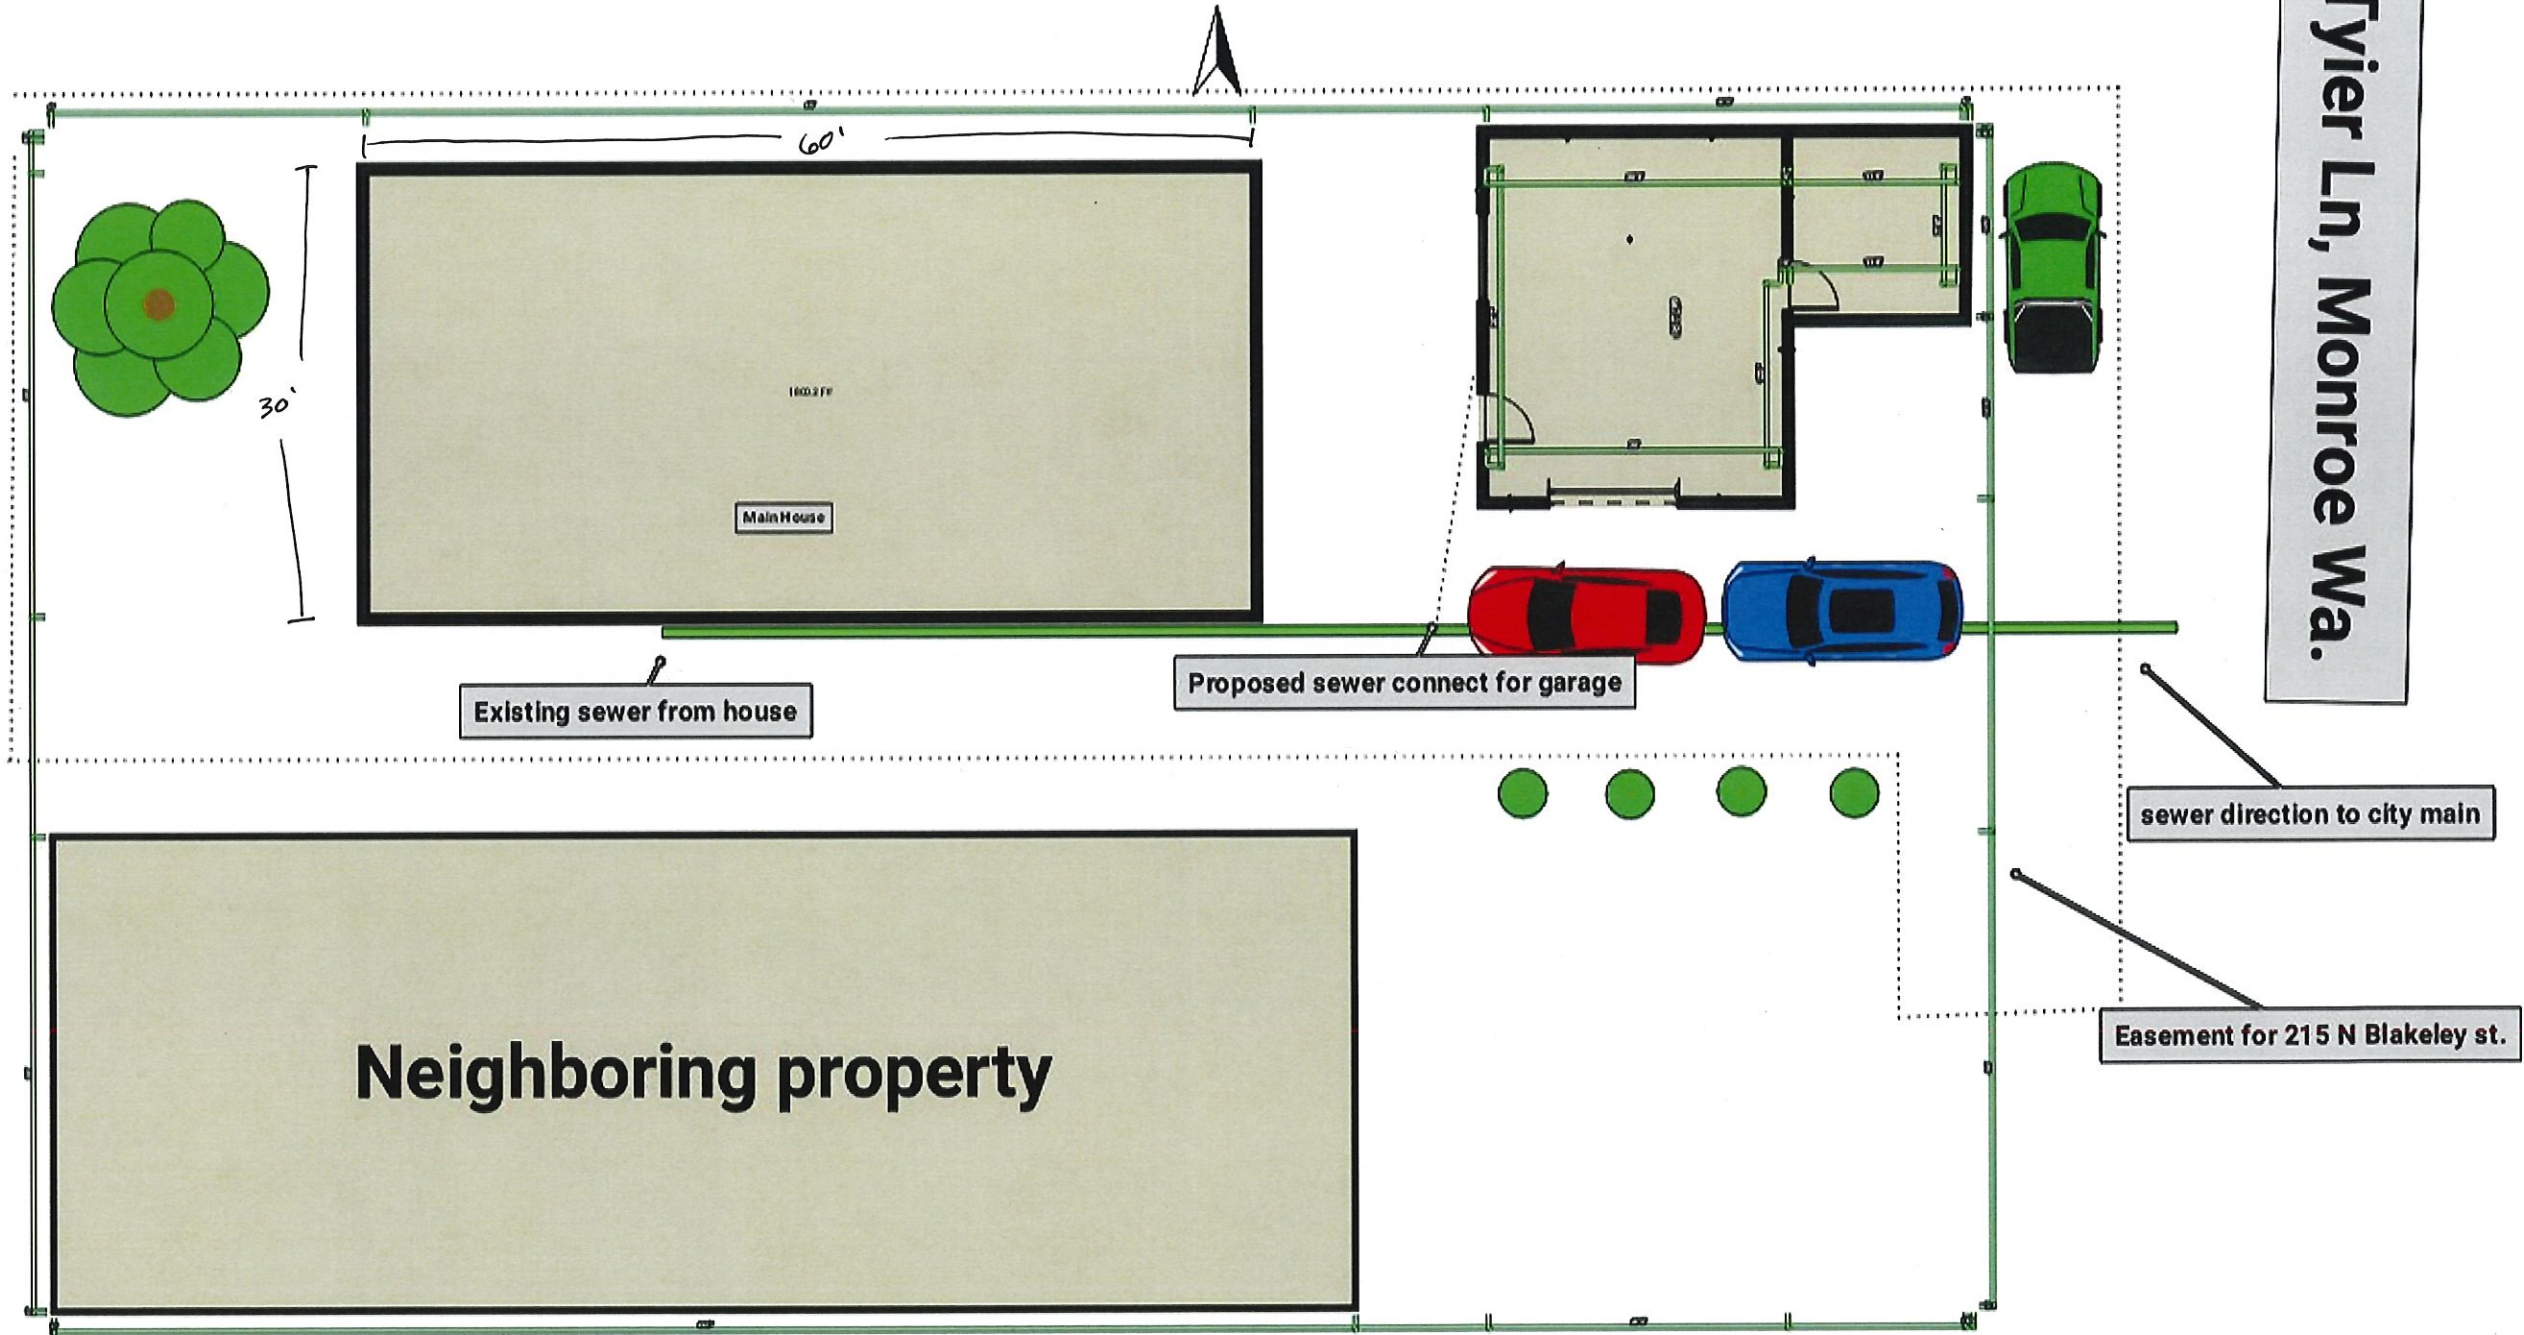 Tyler Ln, Monroe Wa.
60'
30'
Main House
Existing sewer from house
Proposed sewer connect for garage
sewer direction to city main
Easement for 215 N Blakeley st.
Neighboring property